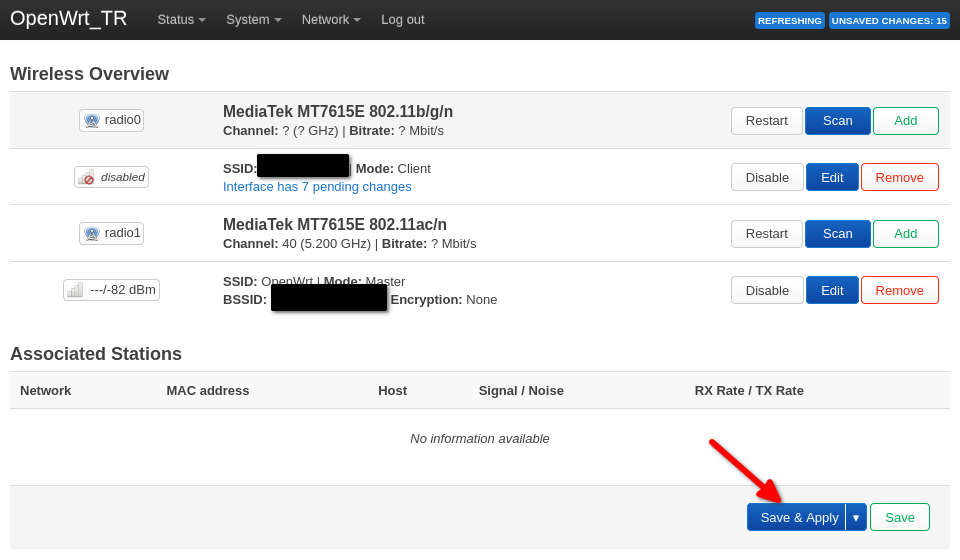 OpenWrt_TR Status System Network Log out REFRESHING UNSAVED CHANGES: 15
Wireless Overview
radio0 MediaTek MT7615E 802.11b/g/n Restart Scan Add
Channel: ? (? GHz) | Bitrate: ? Mbit/s
disabled SSID: | Mode: Client Disable Edit Remove
Interface has 7 pending changes
radio1 MediaTek MT7615E 802.11ac/n Restart Scan Add
Channel: 40 (5.200 GHz) | Bitrate: ? Mbit/s
---/-82 dBm SSID: OpenWrt | Mode: Master Disable Edit Remove
BSSID: Encryption: None
Associated Stations
Network MAC address Host Signal / Noise RX Rate / TX Rate
No information available
Save & Apply ▾ Save